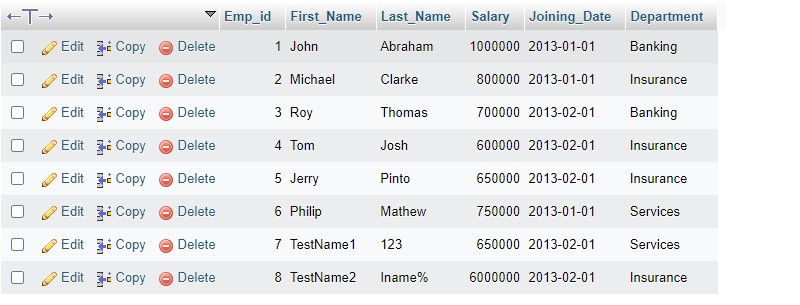 Emp_id First_Name Last_Name Salary Joining_Date Department
Edit Copy Delete 1 John Abraham 1000000 2013-01-01 Banking
Edit Copy Delete 2 Michael Clarke 800000 2013-01-01 Insurance
Edit Copy Delete 3 Roy Thomas 700000 2013-02-01 Banking
Edit Copy Delete 4 Tom Josh 600000 2013-02-01 Insurance
Edit Copy Delete 5 Jerry Pinto 650000 2013-02-01 Insurance
Edit Copy Delete 6 Philip Mathew 750000 2013-01-01 Services
Edit Copy Delete 7 TestName1 123 650000 2013-02-01 Services
Edit Copy Delete 8 TestName2 lname% 6000000 2013-02-01 Insurance